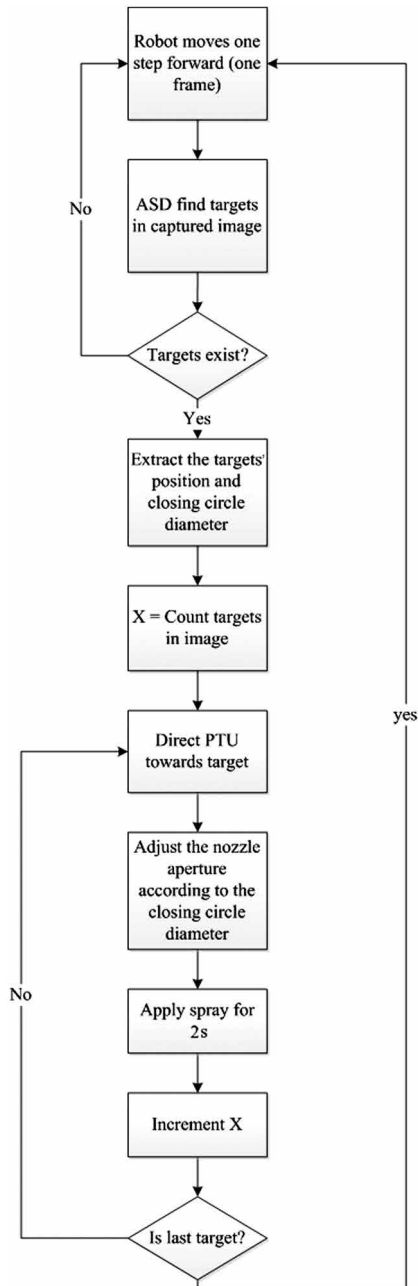 Robot moves one
step forward (one
frame)
No
ASD find targets
in captured image
Targets exist?
Yes
Extract the targets'
position and
closing circle
diameter
X = Count targets
in image
yes
Direct PTU
towards target
Adjust the nozzle
aperture
according to the
closing circle
diameter
No
Apply spray for
2s
Increment X
Is last target?